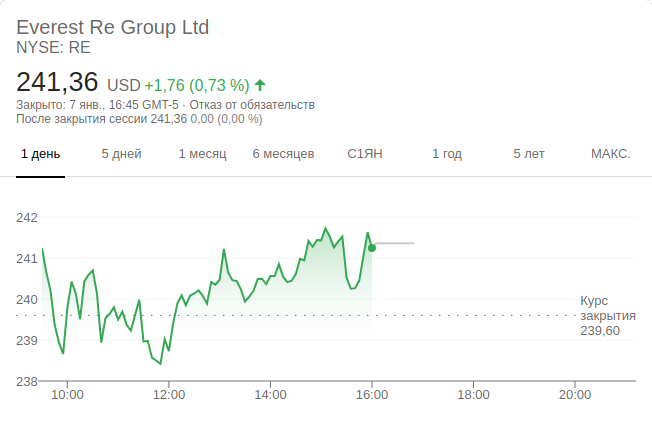 Everest Re Group Ltd
NYSE: RE
241,36 USD +1,76 (0,73 %)
Закрыто: 7 янв., 16:45 GMT-5 · Отказ от обязательств
После закрытия сессии 241,36 0,00 (0,00 %)
1 день 5 дней 1 месяц 6 месяцев С1ЯН 1 год 5 лет МАКС.
242
241
240
239
238
Курс
закрытия
239,60
10:00 12:00 14:00 16:00 18:00 20:00